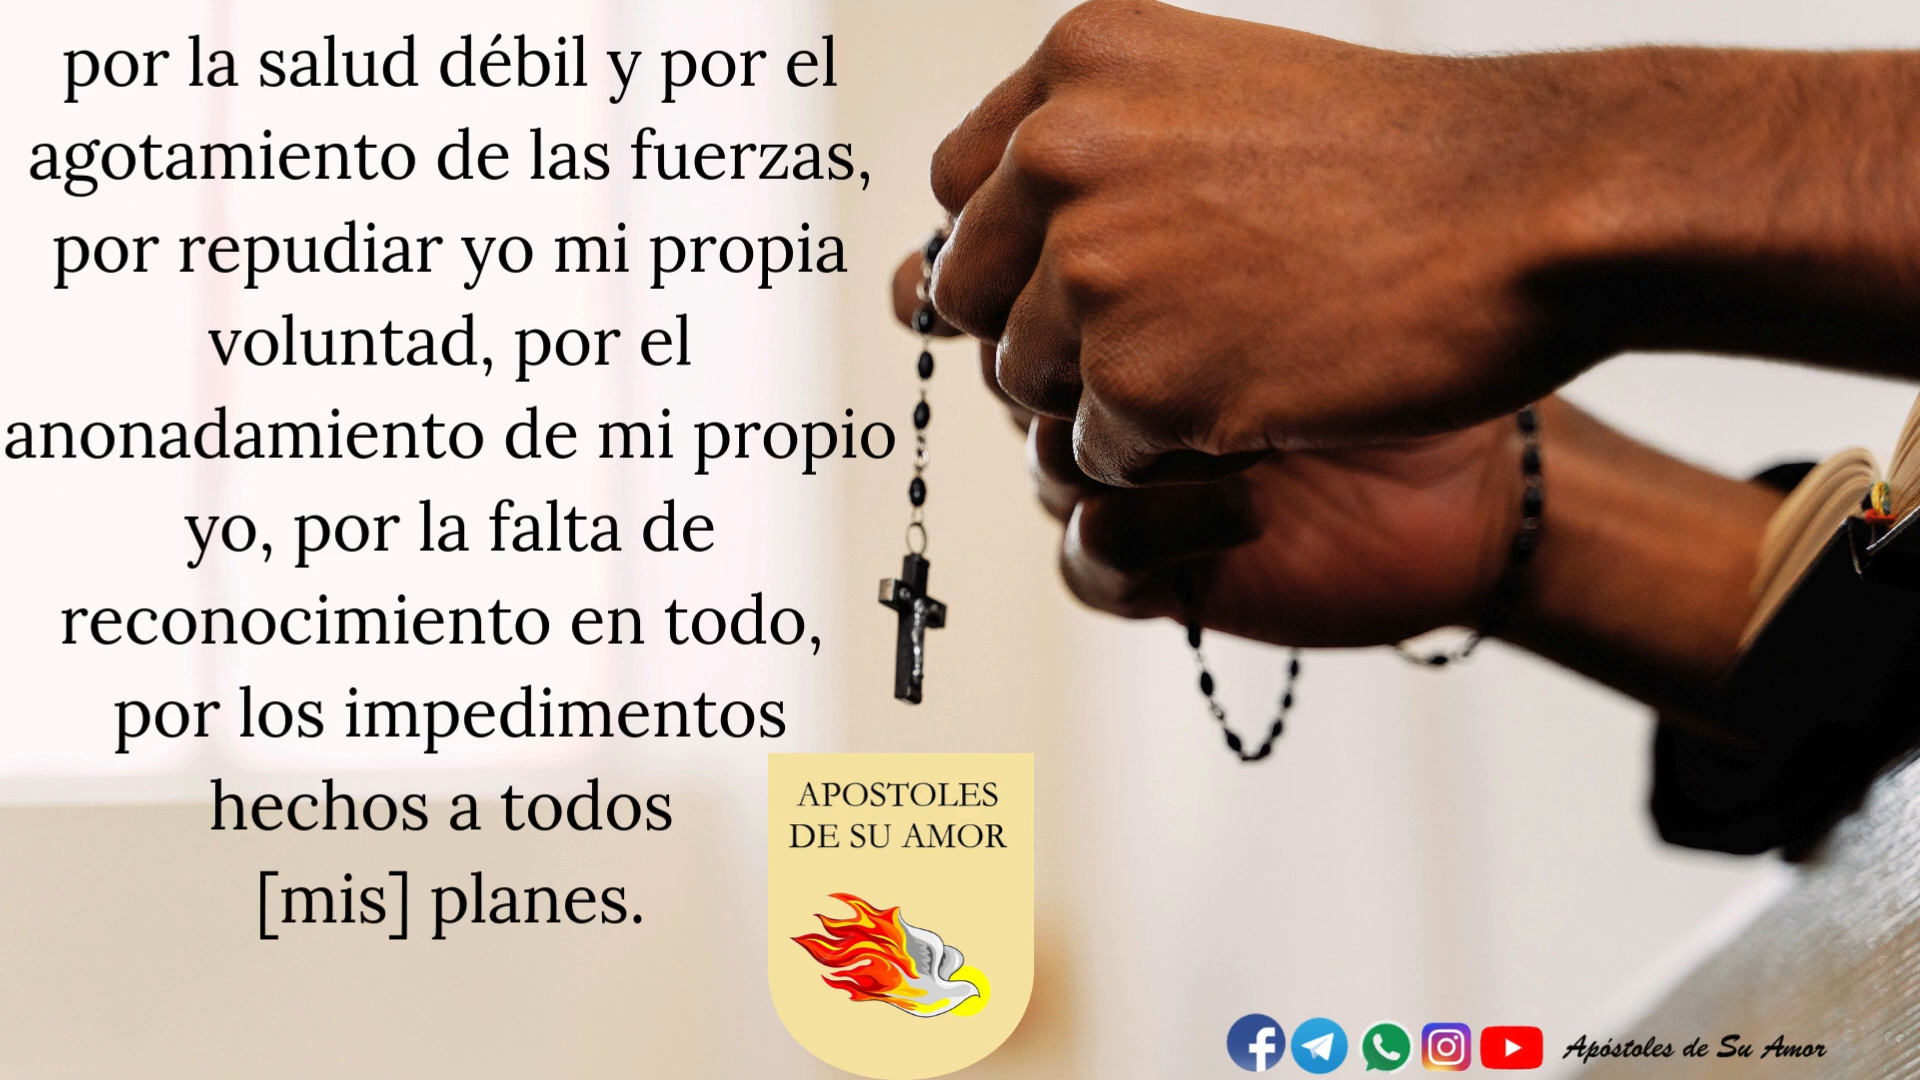 por la salud débil y por el
agotamiento de las fuerzas,
por repudiar yo mi propia
voluntad, por el
anonadamiento de mi propio
yo, por la falta de
reconocimiento en todo,
por los impedimentos
hechos a todos
[mis] planes.
APOSTOLES
DE SU AMOR
Apóstoles de Su Amor